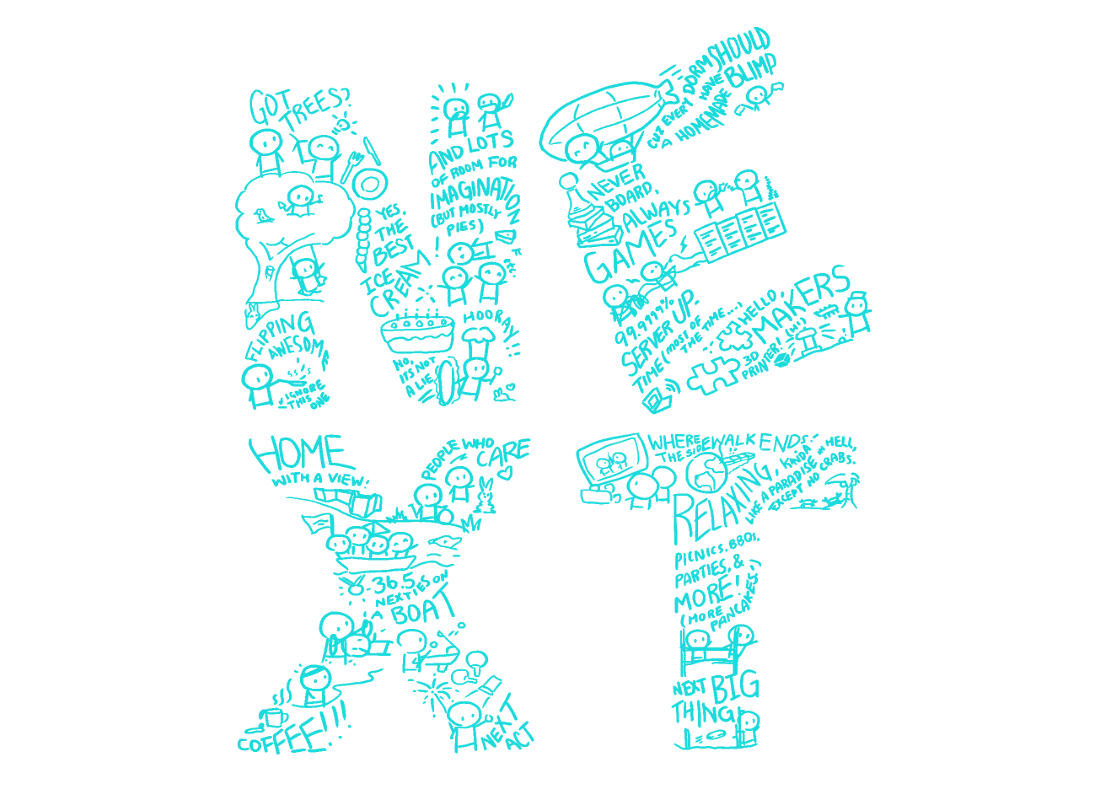 GOT
TREES?
FLIPPING
AWESOME
IGNORE
THIS
ONE
YES,
THE
BEST
ICE
CREAM!
NO,
ITS NOT
A LIE
AND LOTS
OF ROOM FOR
IMAGINATION
(BUT MOSTLY
PIES)
!
HOORAY!!
CUZ EVERY DORM SHOULD
HAVE
A HOMEMADE BLIMP
NEVER
BOARD,
ALWAYS
GAMES
99.999%
SERVER UP-
TIME (MOST OF
THE TIME...)
HELLO,
MAKERS
(HI!)
3D
PRINTER!
HOME
WITH A VIEW!
PEOPLE WHO
CARE
36.5
NEXTIES ON
A BOAT
COFFEE!!!
NEXT
ACT
WHERE
THE SIDEWALK ENDS
RELAXING,
KINDA
LIKE A PARADISE
HELL,
EXCEPT NO CRABS.
PICNICS, BBQS,
PARTIES, &
MORE!
(MORE
PANCAKES!)
NEXT BIG
THING!